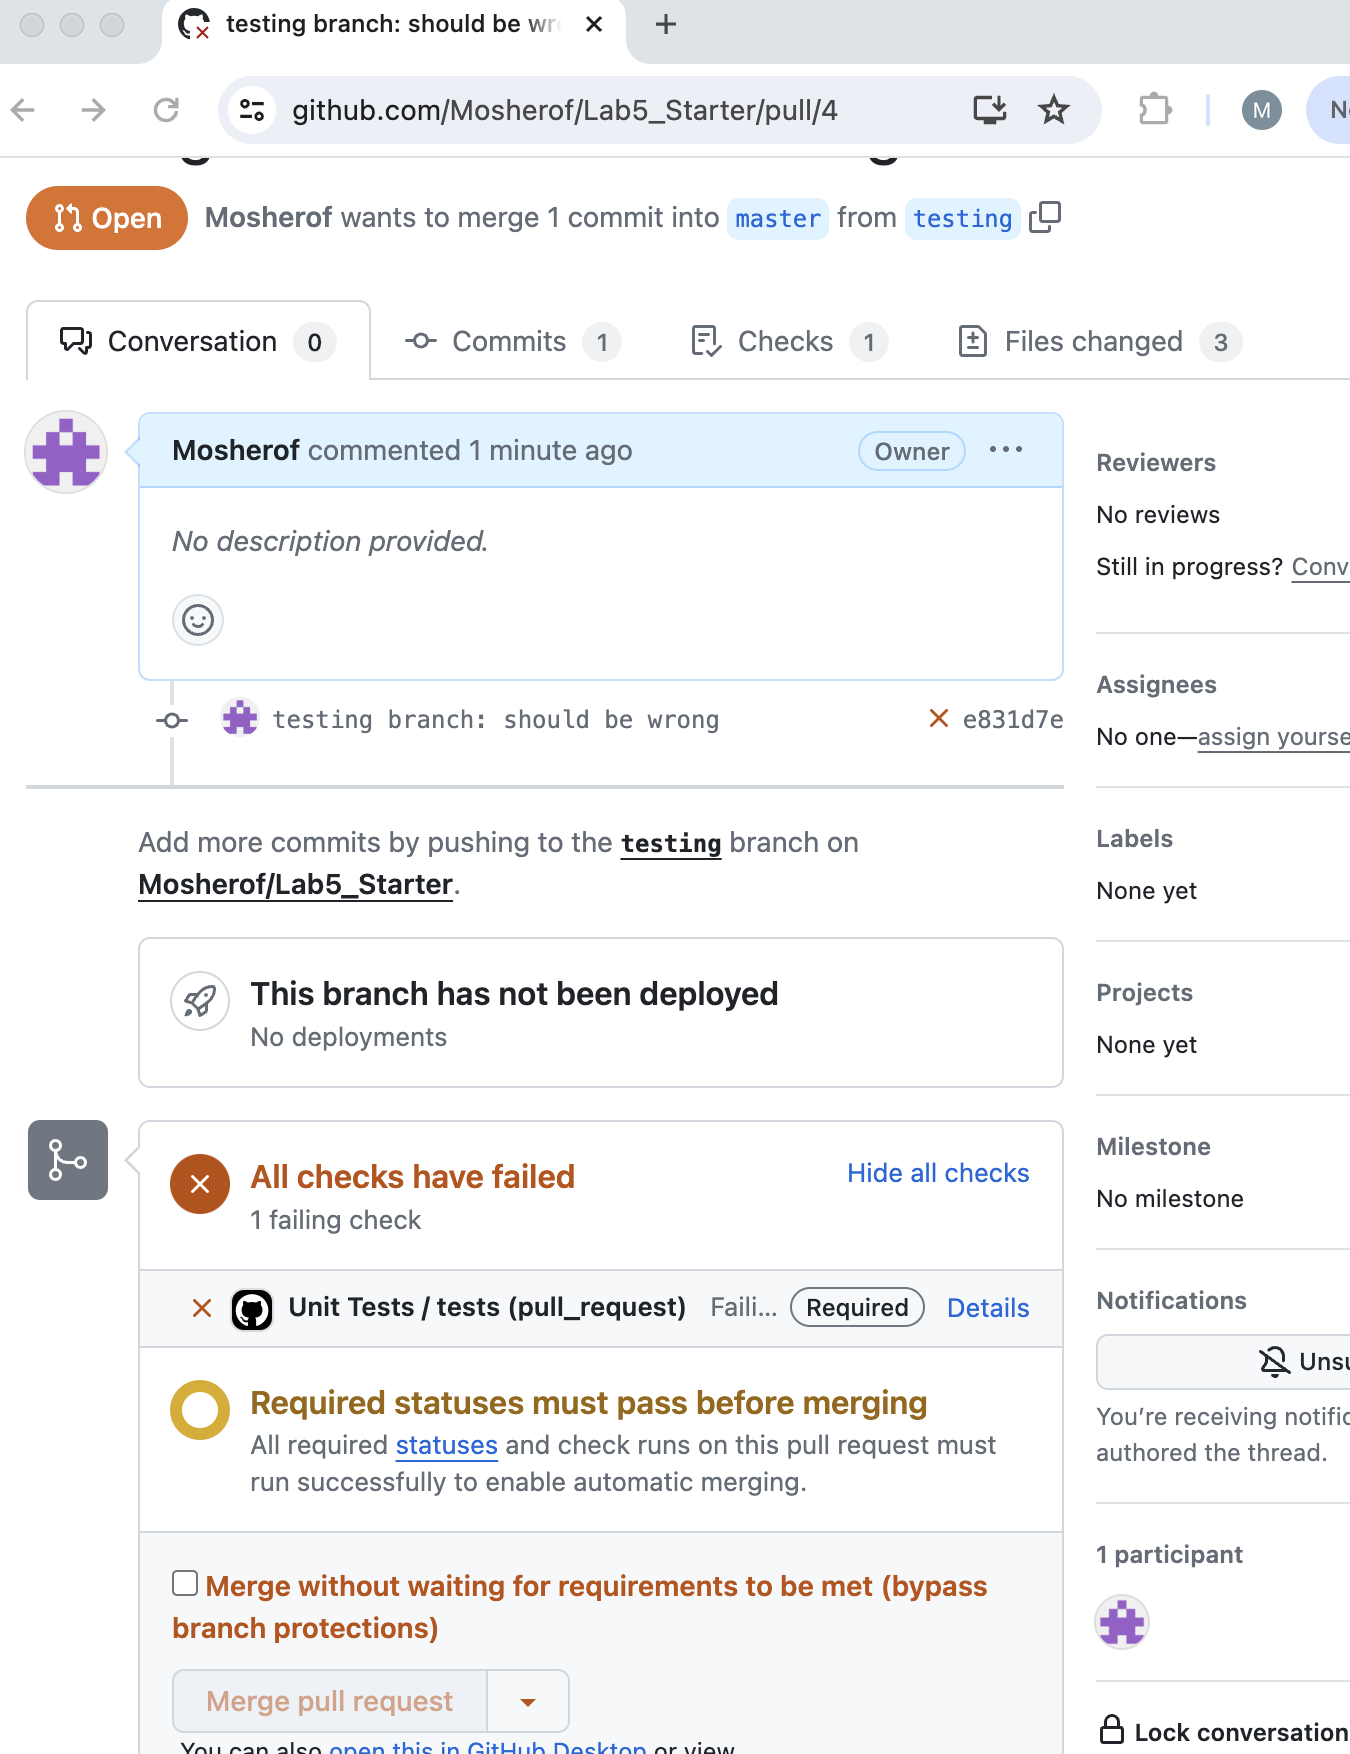 testing branch: should be wro
github.com/Mosherof/Lab5_Starter/pull/4
M
Open
Mosherof wants to merge 1 commit into master from testing
Conversation 0
Commits 1
Checks 1
Files changed 3
Mosherof commented 1 minute ago
Owner
No description provided.
testing branch: should be wrong
e831d7e
Add more commits by pushing to the testing branch on
Mosherof/Lab5_Starter.
This branch has not been deployed
No deployments
All checks have failed
Hide all checks
1 failing check
Unit Tests / tests (pull_request) Faili... Required Details
Required statuses must pass before merging
All required statuses and check runs on this pull request must
run successfully to enable automatic merging.
Merge without waiting for requirements to be met (bypass
branch protections)
Merge pull request
You can also open this in GitHub Desktop or view
Reviewers
No reviews
Still in progress? Conv
Assignees
No one—assign yourse
Labels
None yet
Projects
None yet
Milestone
No milestone
Notifications
Unsu
You're receiving notific
authored the thread.
1 participant
Lock conversation